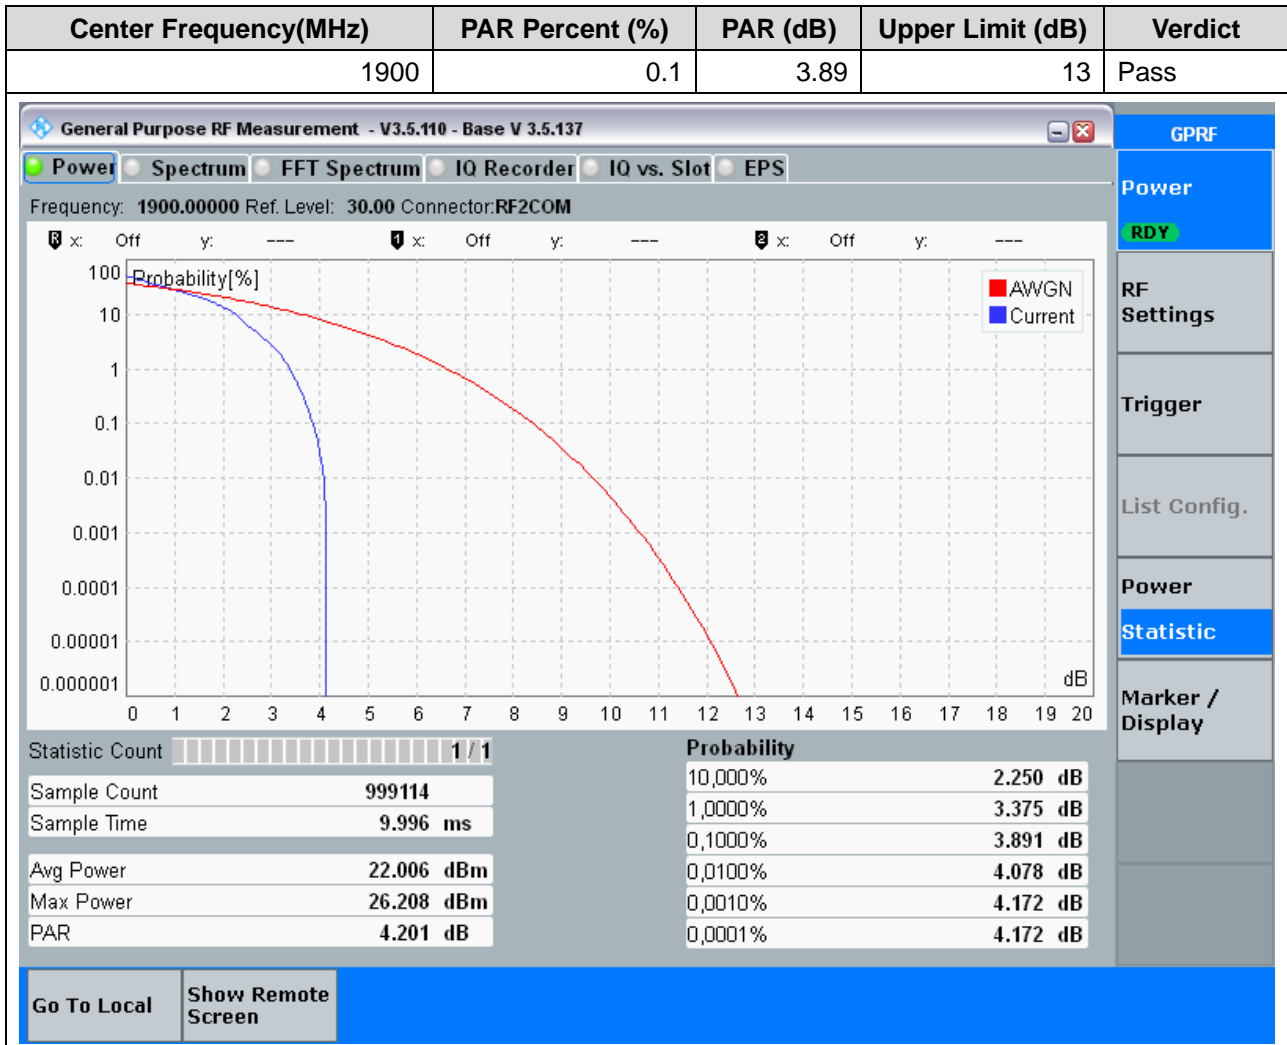 Center Frequency(MHz) PAR Percent (%) PAR (dB) Upper Limit (dB) Verdict
1900 0.1 3.89 13 Pass
General Purpose RF Measurement - V3.5.110 - Base V 3.5.137
GPRF
Power Spectrum FFT Spectrum IQ Recorder IQ vs. Slot EPS
Power
RDY
Frequency: 1900.00000 Ref. Level: 30.00 Connector:RF2COM
R x: Off y: --- 1 x: Off y: --- 2 x: Off y: ---
Probability[%]
AWGN
Current
100
10
1
0.1
0.01
0.001
0.0001
0.00001
0.000001
dB
0 1 2 3 4 5 6 7 8 9 10 11 12 13 14 15 16 17 18 19 20
RF
Settings
Trigger
List Config.
Power
Statistic
Marker /
Display
Statistic Count 1 / 1
Sample Count 999114
Sample Time 9.996 ms
Avg Power 22.006 dBm
Max Power 26.208 dBm
PAR 4.201 dB
Probability
10,000% 2.250 dB
1,0000% 3.375 dB
0,1000% 3.891 dB
0,0100% 4.078 dB
0,0010% 4.172 dB
0,0001% 4.172 dB
Go To Local
Show Remote
Screen